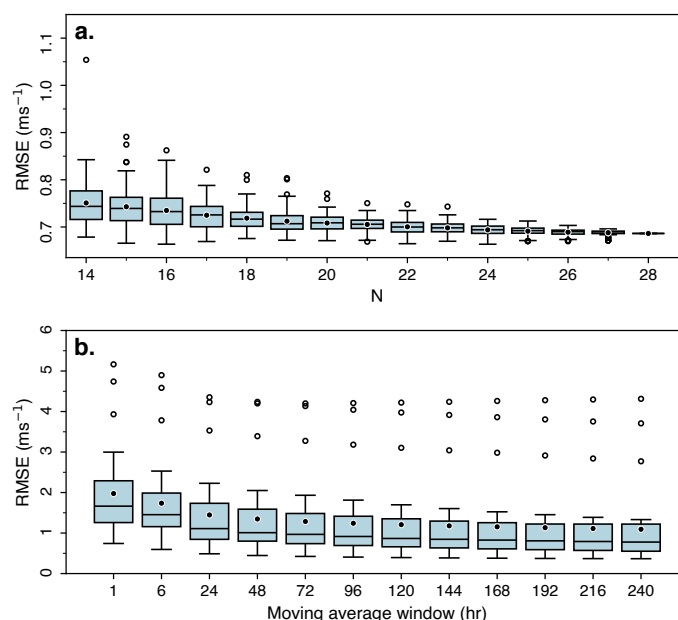 a.
RMSE (ms⁻¹)
1.1
1.0
0.9
0.8
0.7
14 16 18 20 22 24 26 28
N
b.
RMSE (ms⁻¹)
6
5
4
3
2
1
0
1 6 24 48 72 96 120 144 168 192 216 240
Moving average window (hr)